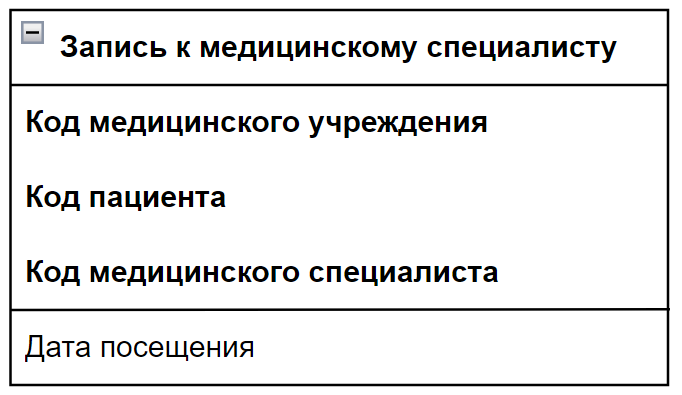 Запись к медицинскому специалисту
Код медицинского учреждения
Код пациента
Код медицинского специалиста
Дата посещения